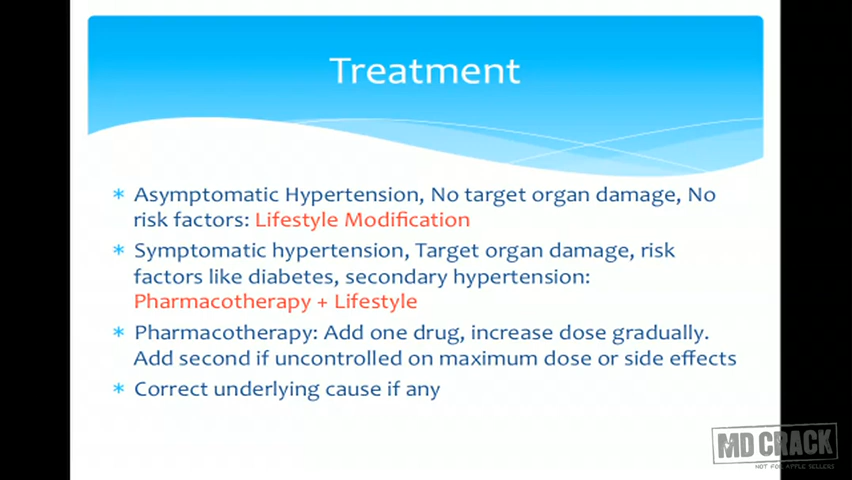 Treatment
* Asymptomatic Hypertension, No target organ damage, No
risk factors: Lifestyle Modification
* Symptomatic hypertension, Target organ damage, risk
factors like diabetes, secondary hypertension:
Pharmacotherapy + Lifestyle
* Pharmacotherapy: Add one drug, increase dose gradually.
Add second if uncontrolled on maximum dose or side effects
* Correct underlying cause if any
MD CRACK
NOT FOR APPLE SELLERS